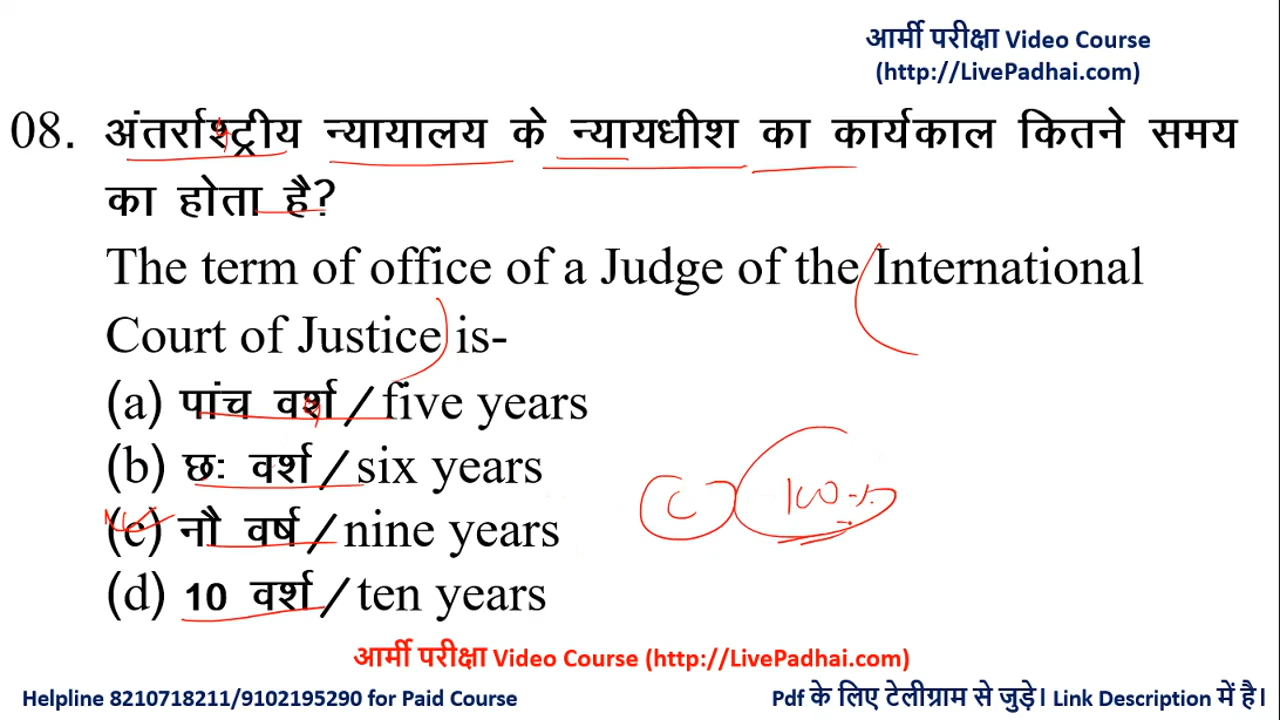 आर्मी परीक्षा Video Course
(http://LivePadhai.com)
08. अंतर्राश्ट्रीय न्यायालय के न्यायधीश का कार्यकाल कितने समय
का होता है?
The term of office of a Judge of the International
Court of Justice is-
(a) पांच वर्श/five years
(b) छः वर्श/six years
(c) नौ वर्ष/nine years
C 100%
(d) 10 वर्श/ten years
आर्मी परीक्षा Video Course (http://LivePadhai.com)
Helpline 8210718211/9102195290 for Paid Course
Pdf के लिए टेलीग्राम से जुड़े। Link Description में है।